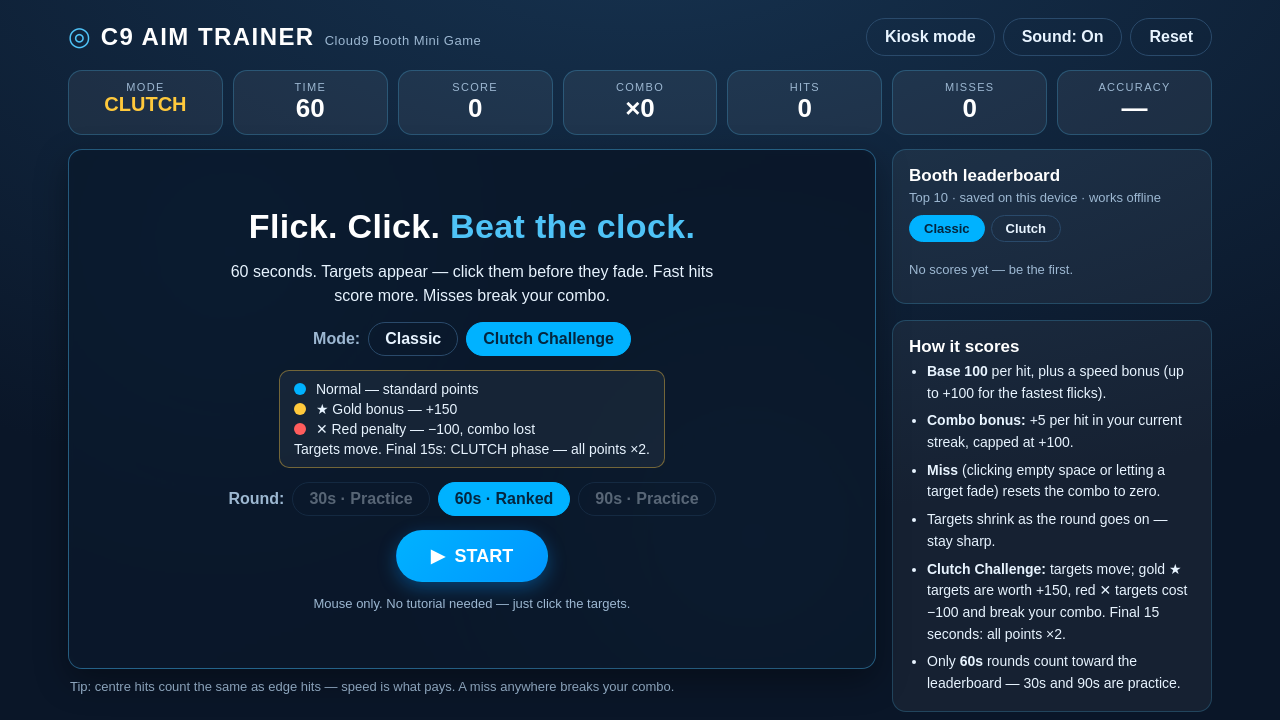 ◎ C9 AIM TRAINER Cloud9 Booth Mini Game
Kiosk mode Sound: On Reset
MODE TIME SCORE COMBO HITS MISSES ACCURACY
CLUTCH 60 0 ×0 0 0 —
Flick. Click. Beat the clock.
60 seconds. Targets appear — click them before they fade. Fast hits
score more. Misses break your combo.
Mode: Classic Clutch Challenge
Normal — standard points
★ Gold bonus — +150
✕ Red penalty — −100, combo lost
Targets move. Final 15s: CLUTCH phase — all points ×2.
Round: 30s · Practice 60s · Ranked 90s · Practice
▶ START
Mouse only. No tutorial needed — just click the targets.
Tip: centre hits count the same as edge hits — speed is what pays. A miss anywhere breaks your combo.
Booth leaderboard
Top 10 · saved on this device · works offline
Classic Clutch
No scores yet — be the first.
How it scores
• Base 100 per hit, plus a speed bonus (up
to +100 for the fastest flicks).
• Combo bonus: +5 per hit in your current
streak, capped at +100.
• Miss (clicking empty space or letting a
target fade) resets the combo to zero.
• Targets shrink as the round goes on —
stay sharp.
• Clutch Challenge: targets move; gold ★
targets are worth +150, red ✕ targets cost
−100 and break your combo. Final 15
seconds: all points ×2.
• Only 60s rounds count toward the
leaderboard — 30s and 90s are practice.